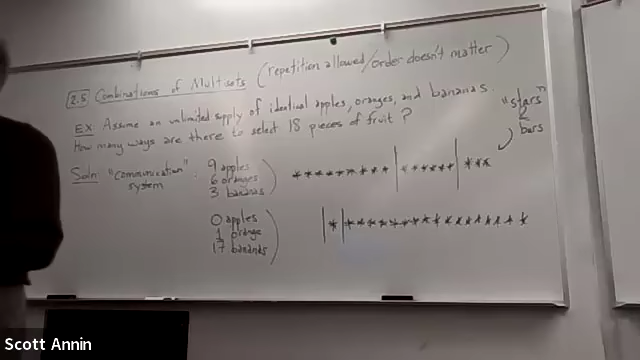 2.5 Combinations of Multisets (repetition allowed/order doesn't matter)
EX: Assume an unlimited supply of identical apples, oranges, and bananas.
How many ways are there to select 18 pieces of fruit?
"stars"
&
bars
Soln: "communication"
system
9 apples
6 oranges
3 bananas
*********|******|***
0 apples
1 orange
17 bananas
|*|*****************
Scott Annin